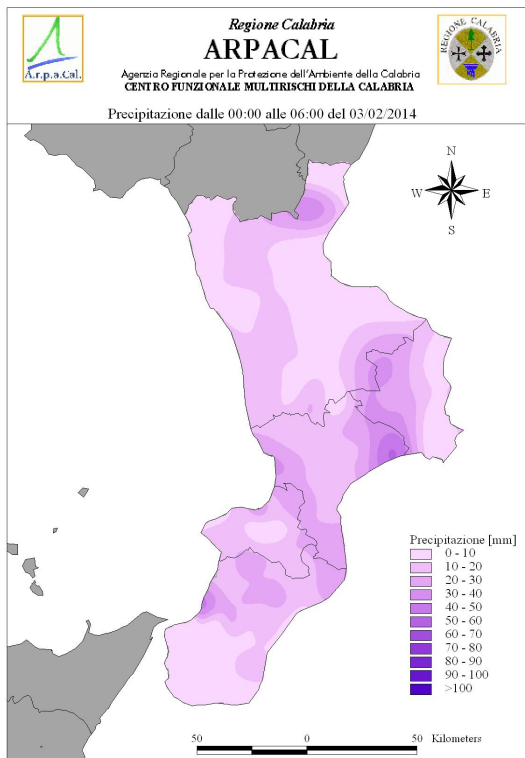 Regione Calabria
ARPACAL
Agenzia Regionale per la Protezione dell'Ambiente della Calabria
CENTRO FUNZIONALE MULTIRISCHI DELLA CALABRIA
A.r.p.a.Cal.
REGIONE CALABRIA
Precipitazione dalle 00:00 alle 06:00 del 03/02/2014
N
W E
S
Precipitazione [mm]
0 - 10
10 - 20
20 - 30
30 - 40
40 - 50
50 - 60
60 - 70
70 - 80
80 - 90
90 - 100
>100
50 0 50 Kilometers